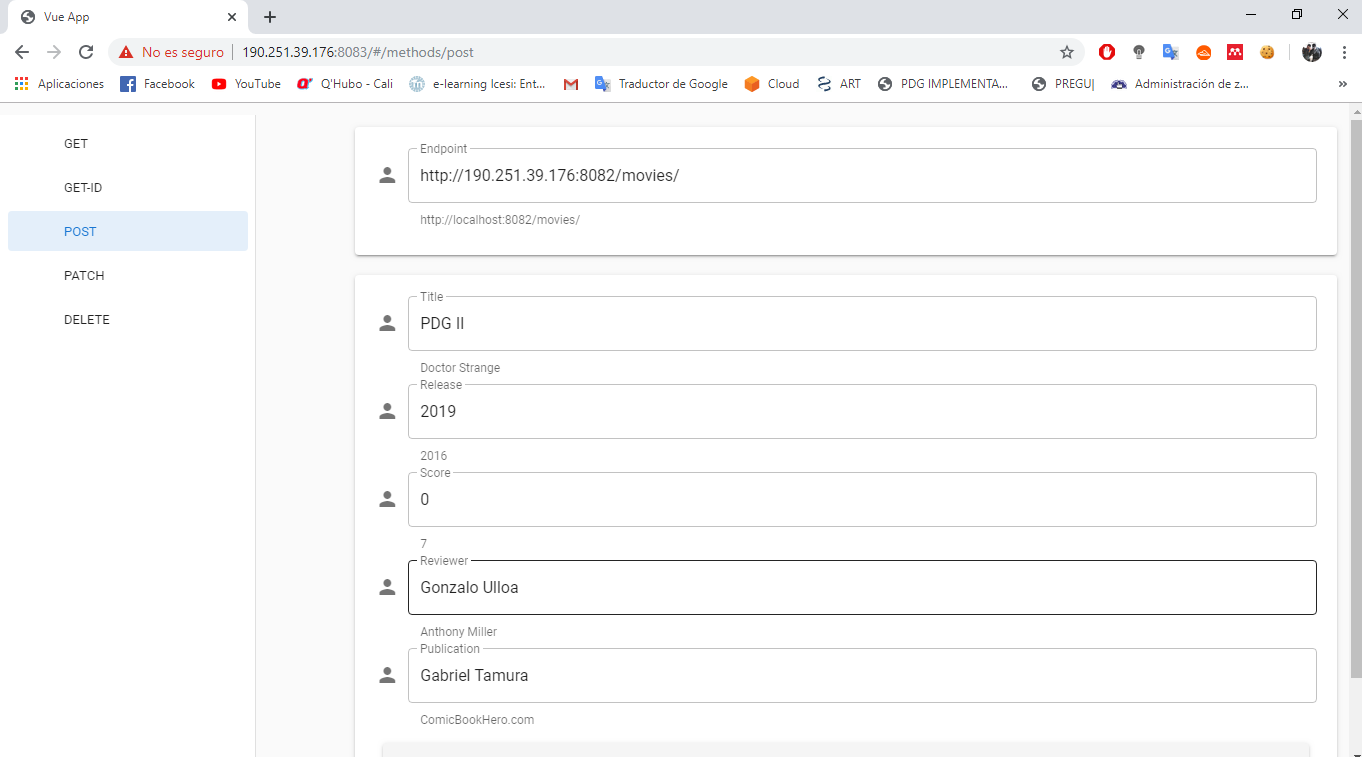 Vue App
No es seguro 190.251.39.176:8083/#/methods/post
Aplicaciones Facebook YouTube Q'Hubo - Cali e-learning Icesi: Ent... Traductor de Google Cloud ART PDG IMPLEMENTA... PREGU| Administración de z... »
GET
GET-ID
POST
PATCH
DELETE
Endpoint
http://190.251.39.176:8082/movies/
http://localhost:8082/movies/
Title
PDG II
Doctor Strange
Release
2019
2016
Score
0
7
Reviewer
Gonzalo Ulloa
Anthony Miller
Publication
Gabriel Tamura
ComicBookHero.com